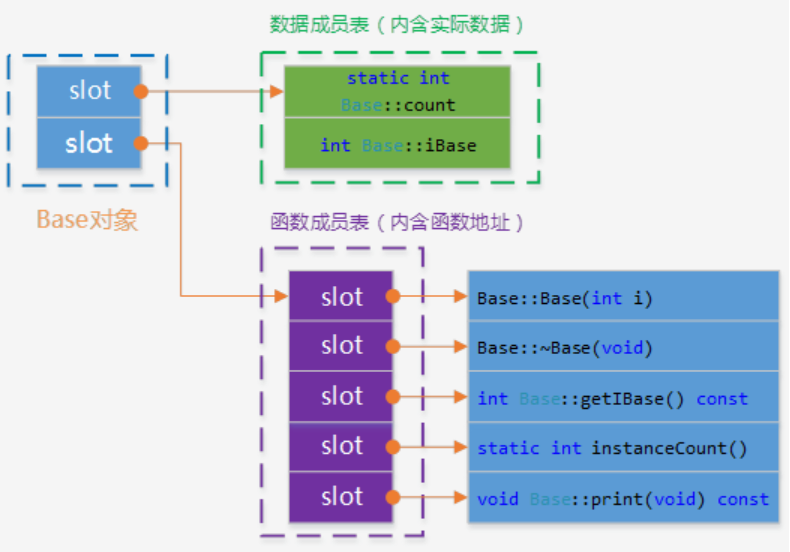 数据成员表（内含实际数据）
slot
static int
Base::count
slot
int Base::iBase
Base对象
函数成员表（内含函数地址）
slot
Base::Base(int i)
slot
Base::~Base(void)
slot
int Base::getIBase() const
slot
static int instanceCount()
slot
void Base::print(void) const